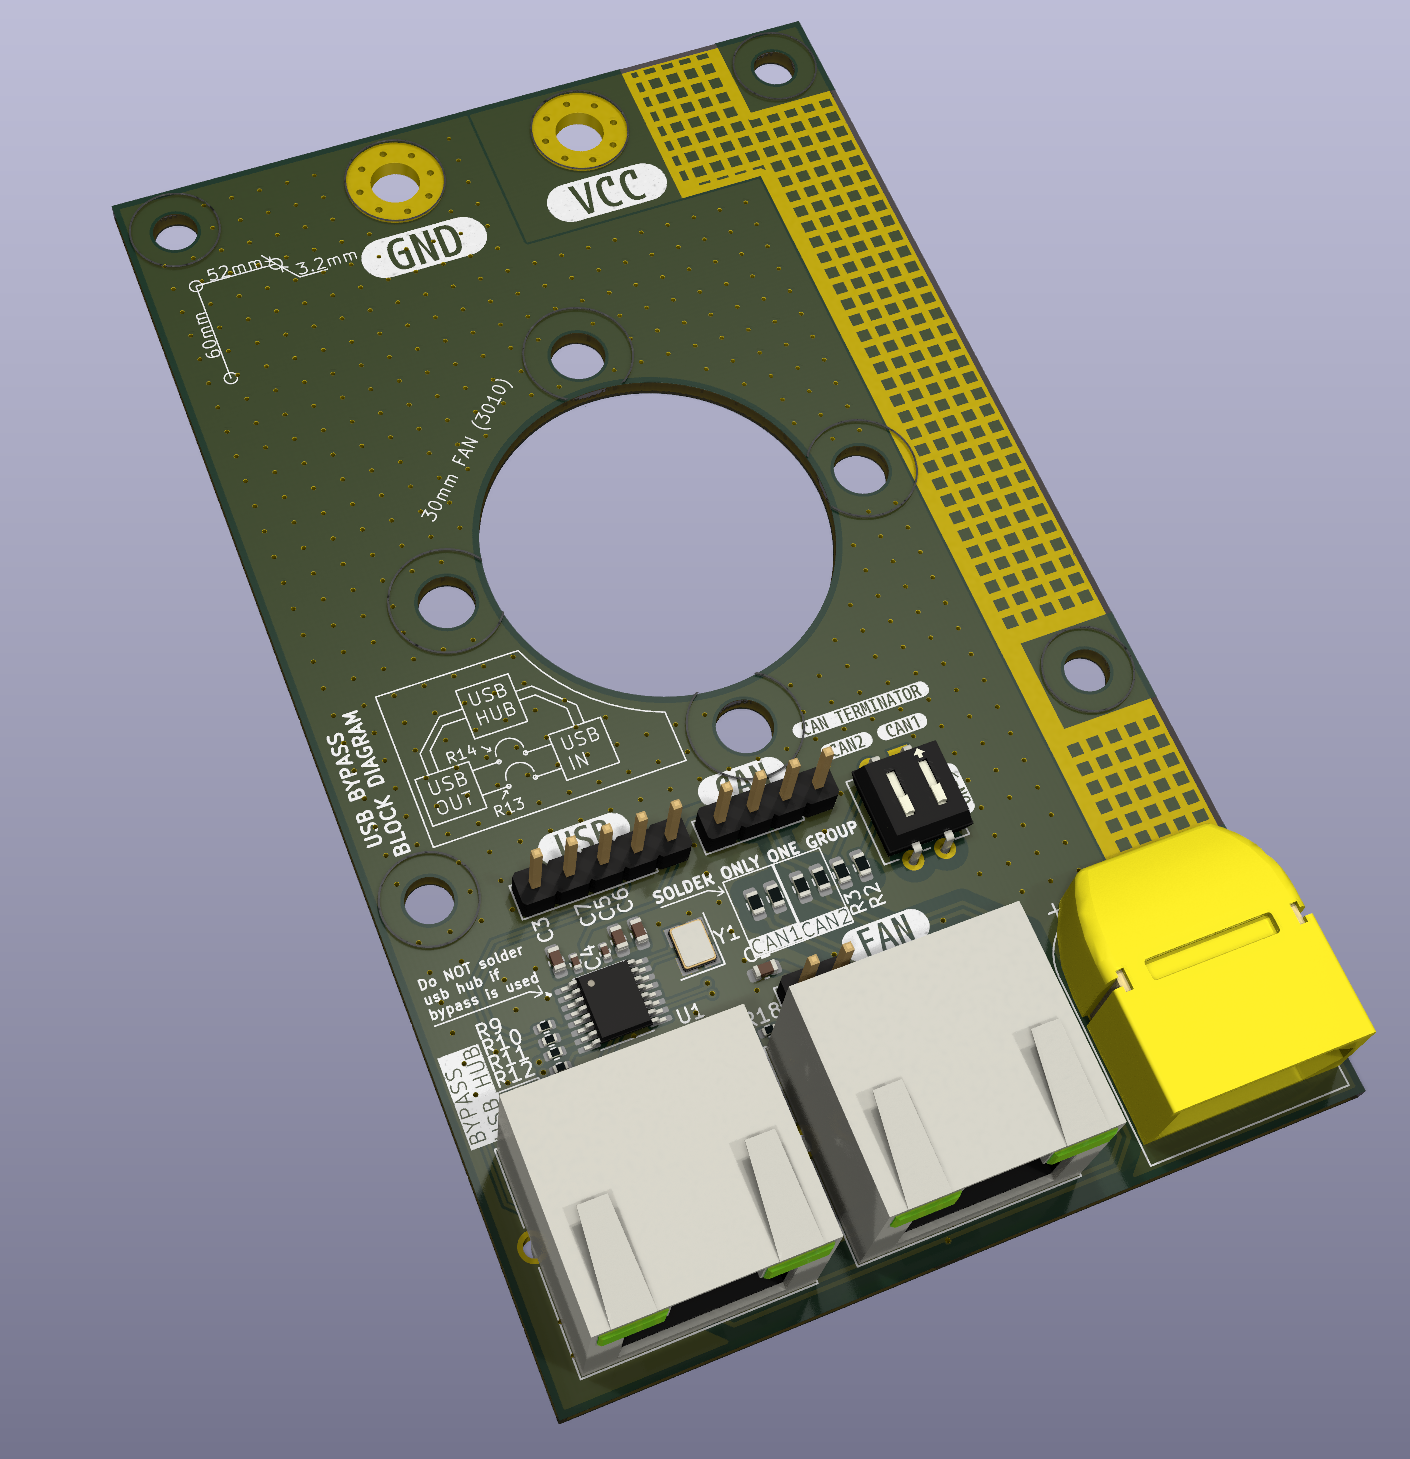 VCC
GND
52mm
3.2mm
60mm
30mm FAN (3010)
USB BYPASS
BLOCK DIAGRAM
USB
HUB
R14
USB
IN
USB
OUT
R13
CAN TERMINATOR
CAN2
CAN1
CAN
USB
SOLDER ONLY ONE GROUP
CAN1
CAN2
R3
R2
FAN
C3
C7
C5
C6
C4
Y1
Do NOT solder
usb hub if
bypass is used
U1
R18
R9
R10
R11
R12
BYPASS
HUB
+